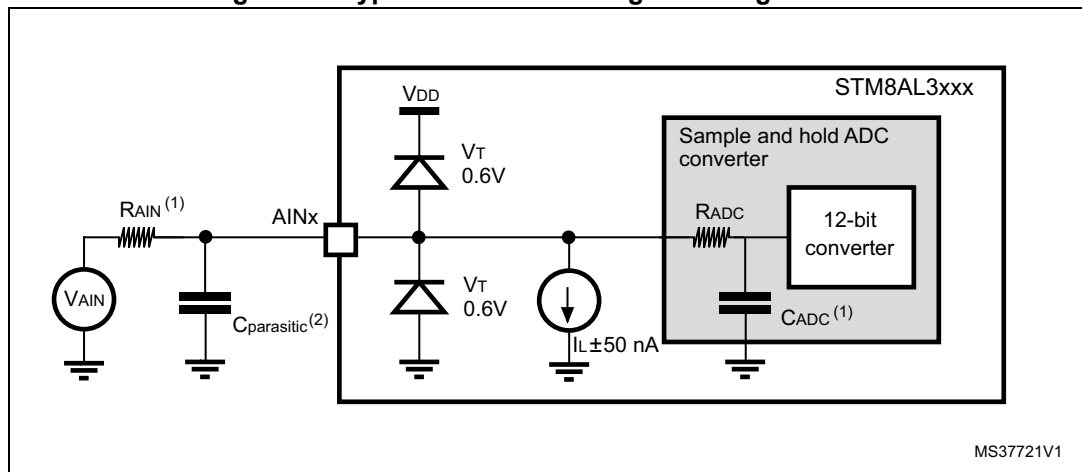 STM8AL3xxx
VDD
Sample and hold ADC
converter
VT
0.6V
RAIN (1)
AINx
RADC
12-bit
converter
VAIN
Cparasitic(2)
VT
0.6V
IL±50 nA
CADC (1)
MS37721V1